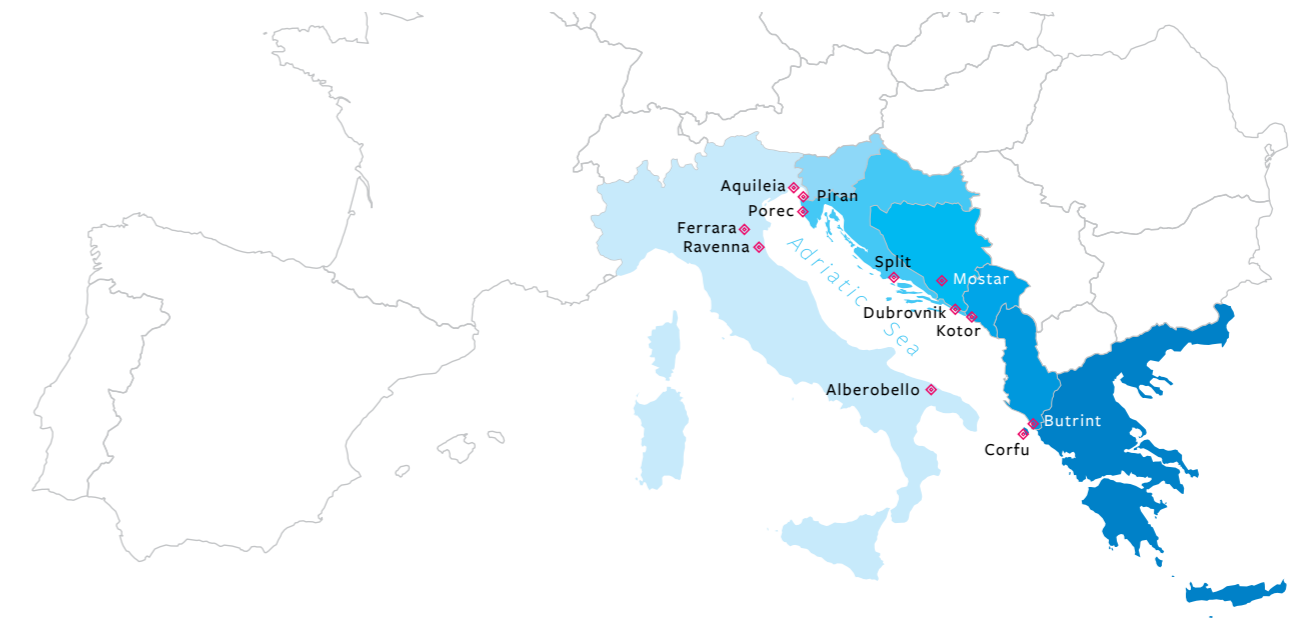 Aquileia
Piran
Porec
Ferrara
Ravenna
Adriatic Sea
Split
Mostar
Dubrovnik
Kotor
Alberobello
Butrint
Corfu